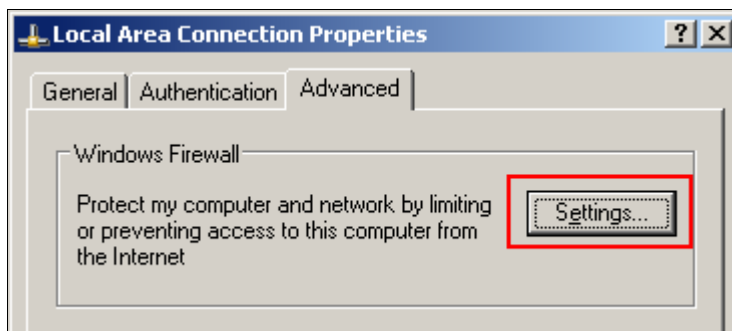 Local Area Connection Properties
? X
General Authentication Advanced
Windows Firewall
Protect my computer and network by limiting
or preventing access to this computer from
the Internet
Settings...